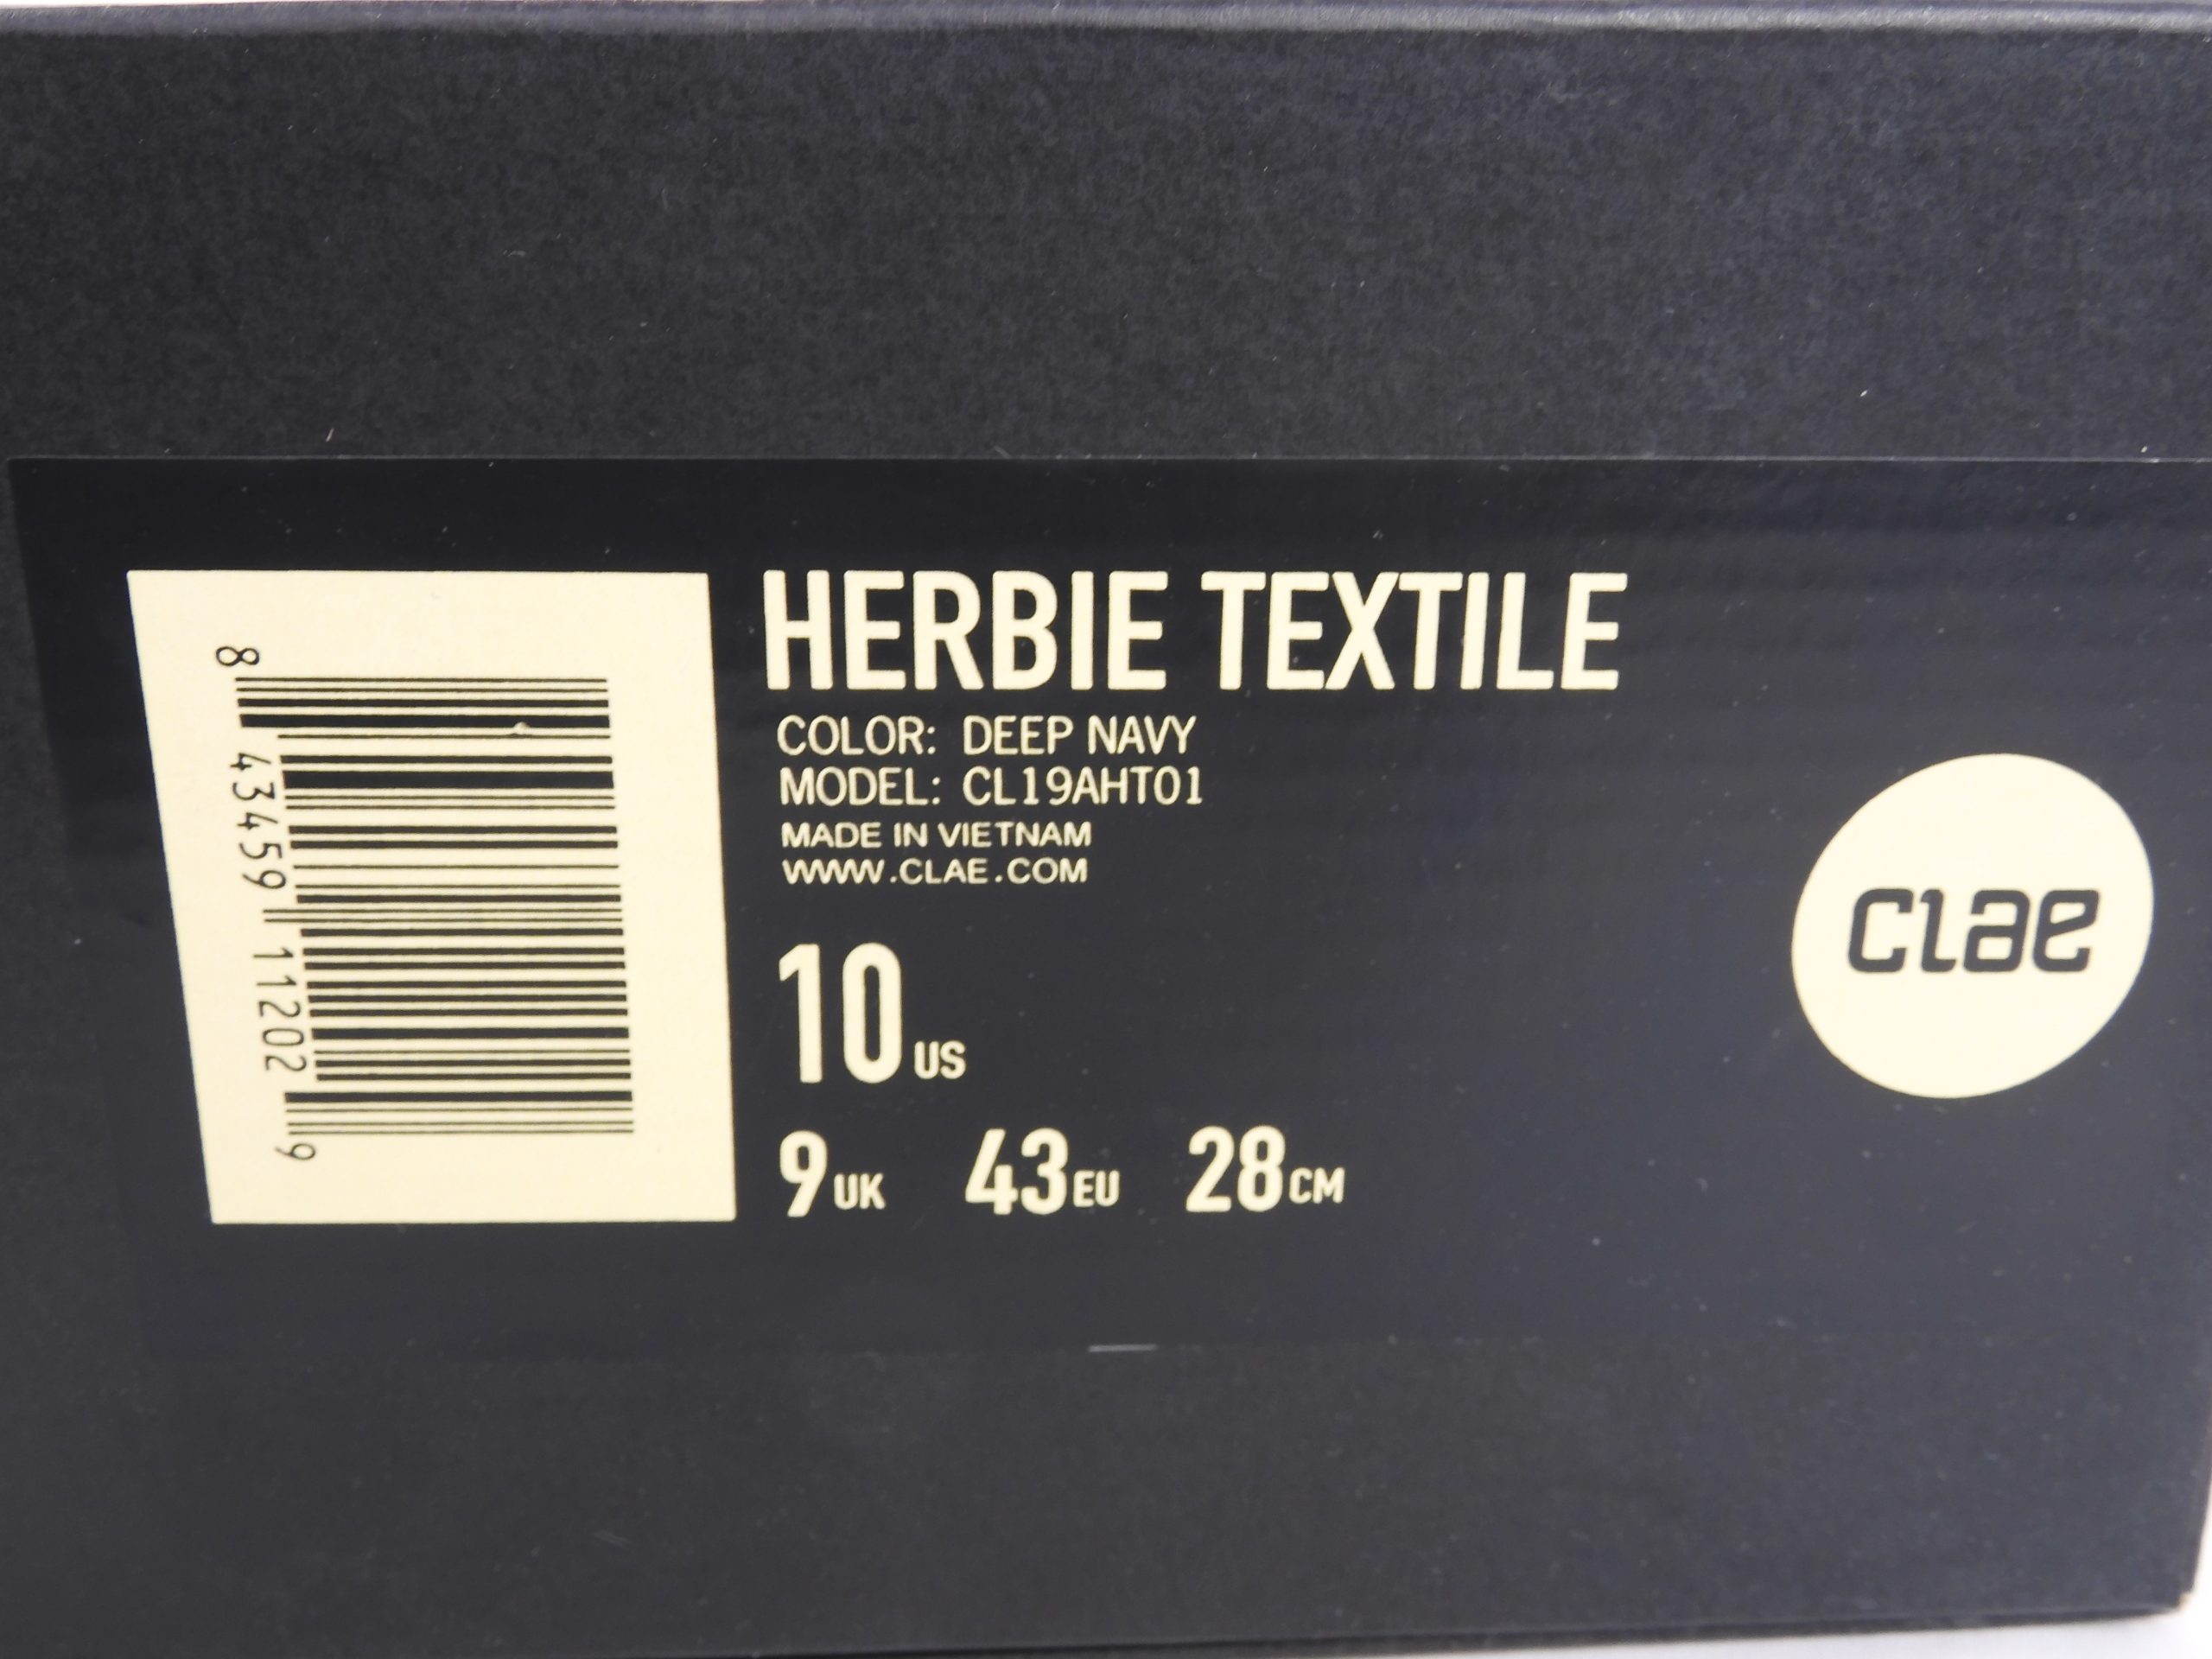 HERBIE TEXTILE
COLOR: DEEP NAVY
MODEL: CL19AHT01
MADE IN VIETNAM
WWW.CLAE.COM
10 US
9 UK 43 EU 28 CM
8 43459 11202 9
clae